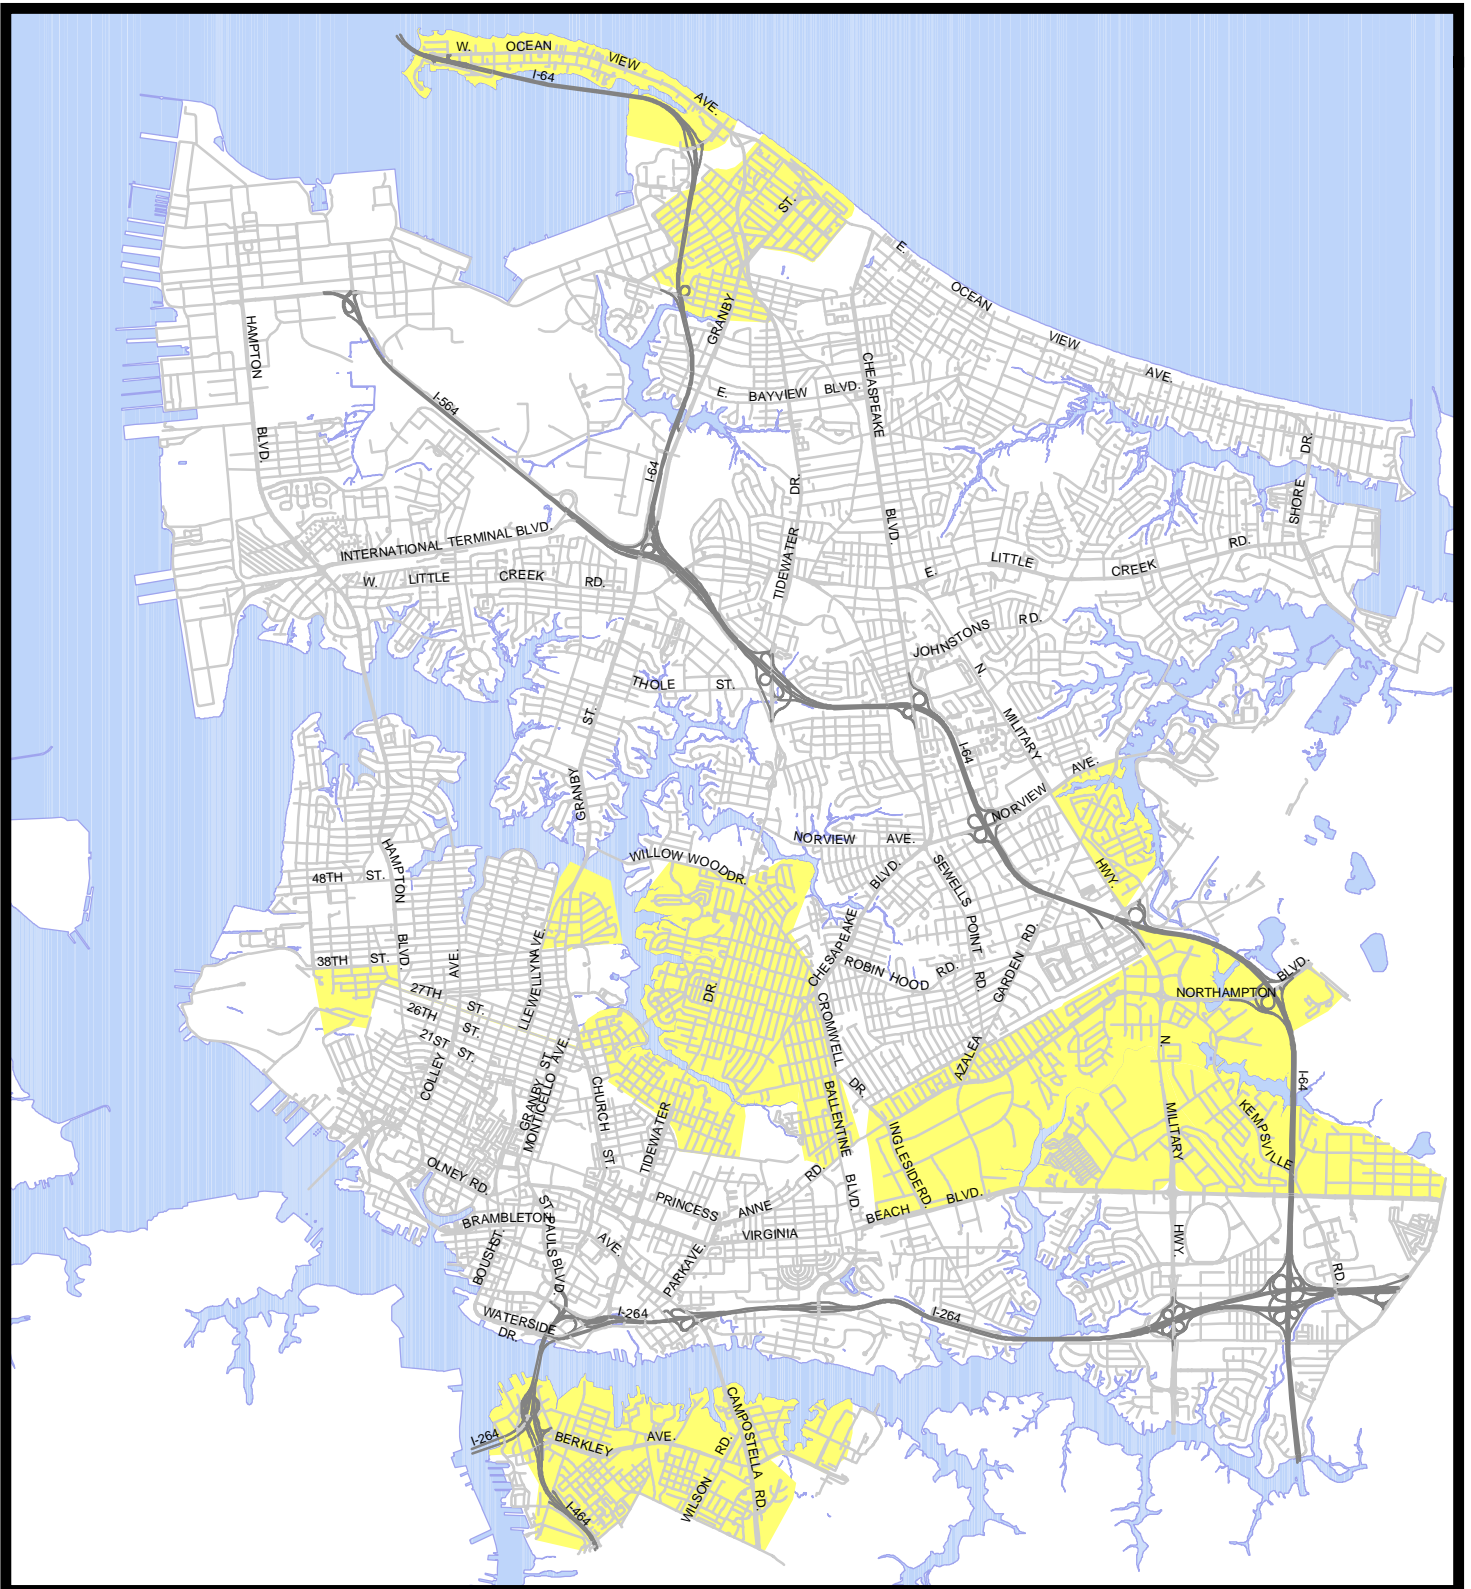 W. OCEAN VIEW AVE.
I-64
ST.
E. OCEAN VIEW AVE.
GRANBY
HAMPTON BLVD.
I-564
E. BAYVIEW BLVD.
CHEASPEAKE BLVD.
I-64
DR.
TIDEWATER
SHORE DR.
INTERNATIONAL TERMINAL BLVD.
W. LITTLE CREEK RD.
E. LITTLE CREEK RD.
JOHNSTONS RD.
THOLE ST.
N. MILITARY HWY.
GRANBY ST.
I-64
NORVIEW AVE.
NORVIEW AVE.
WILLOW WOOD DR.
HAMPTON BLVD.
48TH ST.
CHESAPEAKE BLVD.
SEWELLS POINT RD.
GARDEN RD.
AZALEA
LLEWELLYN AVE.
38TH ST.
AVE.
COLLEY
ROBIN HOOD RD.
DR.
27TH ST.
26TH ST.
21ST ST.
NORTHAMPTON BLVD.
CROMWELL DR.
N. MILITARY HWY.
I-64
GRANBY ST.
MONTICELLO AVE.
CHURCH ST.
TIDEWATER
BALLENTINE BLVD.
INGLESIDE RD.
KEMPSVILLE RD.
OLNEY RD.
PRINCESS ANNE RD.
VIRGINIA BEACH BLVD.
BRAMBLETON AVE.
ST. PAULS BLVD.
BOUSH ST.
PARK AVE.
WATERSIDE DR.
I-264
I-264
CAMPOSTELLA RD.
I-264
BERKLEY AVE.
WILSON RD.
I-464